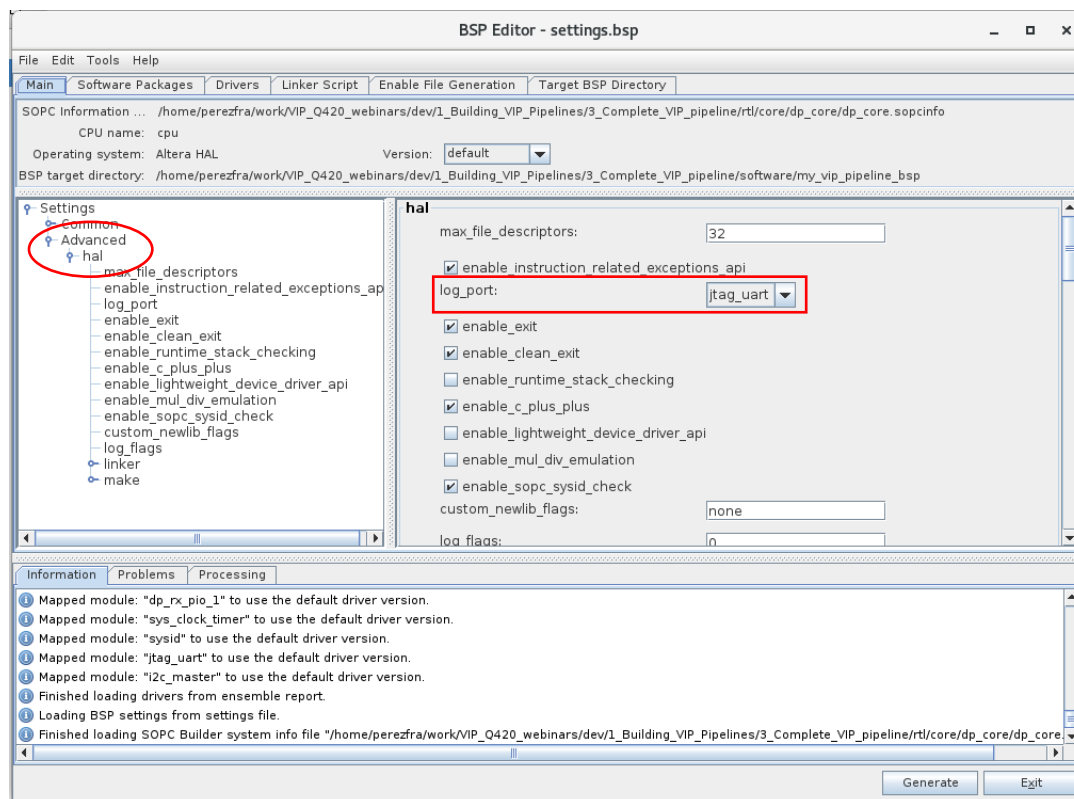 BSP Editor - settings.bsp
File Edit Tools Help
Main Software Packages Drivers Linker Script Enable File Generation Target BSP Directory
SOPC Information ... /home/perezfra/work/VIP_Q420_webinars/dev/1_Building_VIP_Pipelines/3_Complete_VIP_pipeline/rtl/core/dp_core/dp_core.sopcinfo
CPU name: cpu
Operating system: Altera HAL Version: default
BSP target directory: /home/perezfra/work/VIP_Q420_webinars/dev/1_Building_VIP_Pipelines/3_Complete_VIP_pipeline/software/my_vip_pipeline_bsp
Settings
Common
Advanced
hal
max_file_descriptors
enable_instruction_related_exceptions_ap
log_port
enable_exit
enable_clean_exit
enable_runtime_stack_checking
enable_c_plus_plus
enable_lightweight_device_driver_api
enable_mul_div_emulation
enable_sopc_sysid_check
custom_newlib_flags
log_flags
linker
make
hal
max_file_descriptors: 32
enable_instruction_related_exceptions_api
log_port: jtag_uart
enable_exit
enable_clean_exit
enable_runtime_stack_checking
enable_c_plus_plus
enable_lightweight_device_driver_api
enable_mul_div_emulation
enable_sopc_sysid_check
custom_newlib_flags: none
log_flags: 0
Information Problems Processing
Mapped module: "dp_rx_pio_1" to use the default driver version.
Mapped module: "sys_clock_timer" to use the default driver version.
Mapped module: "sysid" to use the default driver version.
Mapped module: "jtag_uart" to use the default driver version.
Mapped module: "i2c_master" to use the default driver version.
Finished loading drivers from ensemble report.
Loading BSP settings from settings file.
Finished loading SOPC Builder system info file "/home/perezfra/work/VIP_Q420_webinars/dev/1_Building_VIP_Pipelines/3_Complete_VIP_pipeline/rtl/core/dp_core/dp_core.
Generate Exit